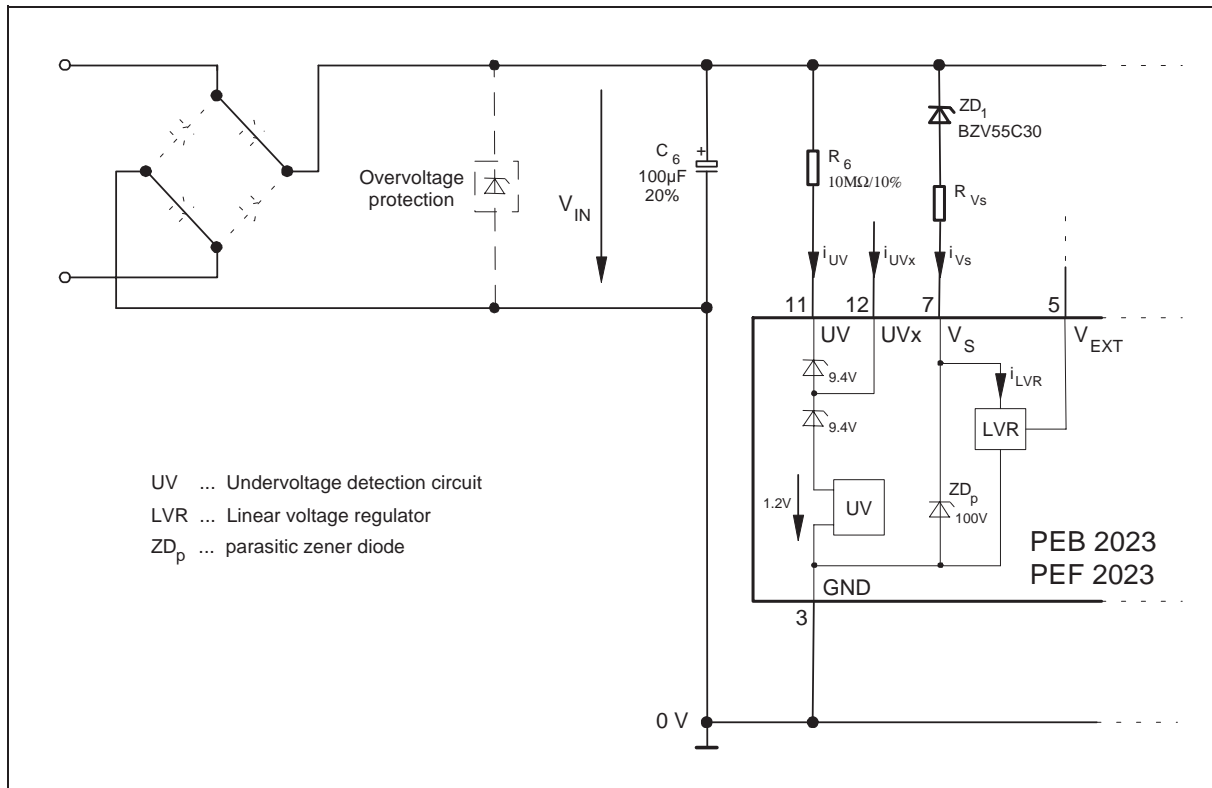 Overvoltage
protection
V IN
C 6
+
100µF
20%
R 6
10MΩ/10%
ZD 1
BZV55C30
R Vs
i UV
i UVx
i Vs
11
12
7
5
UV
UVx
V S
V EXT
9.4V
9.4V
i LVR
LVR
1.2V
UV
ZD p
100V
PEB 2023
PEF 2023
GND
3
UV ... Undervoltage detection circuit
LVR ... Linear voltage regulator
ZD p ... parasitic zener diode
0 V